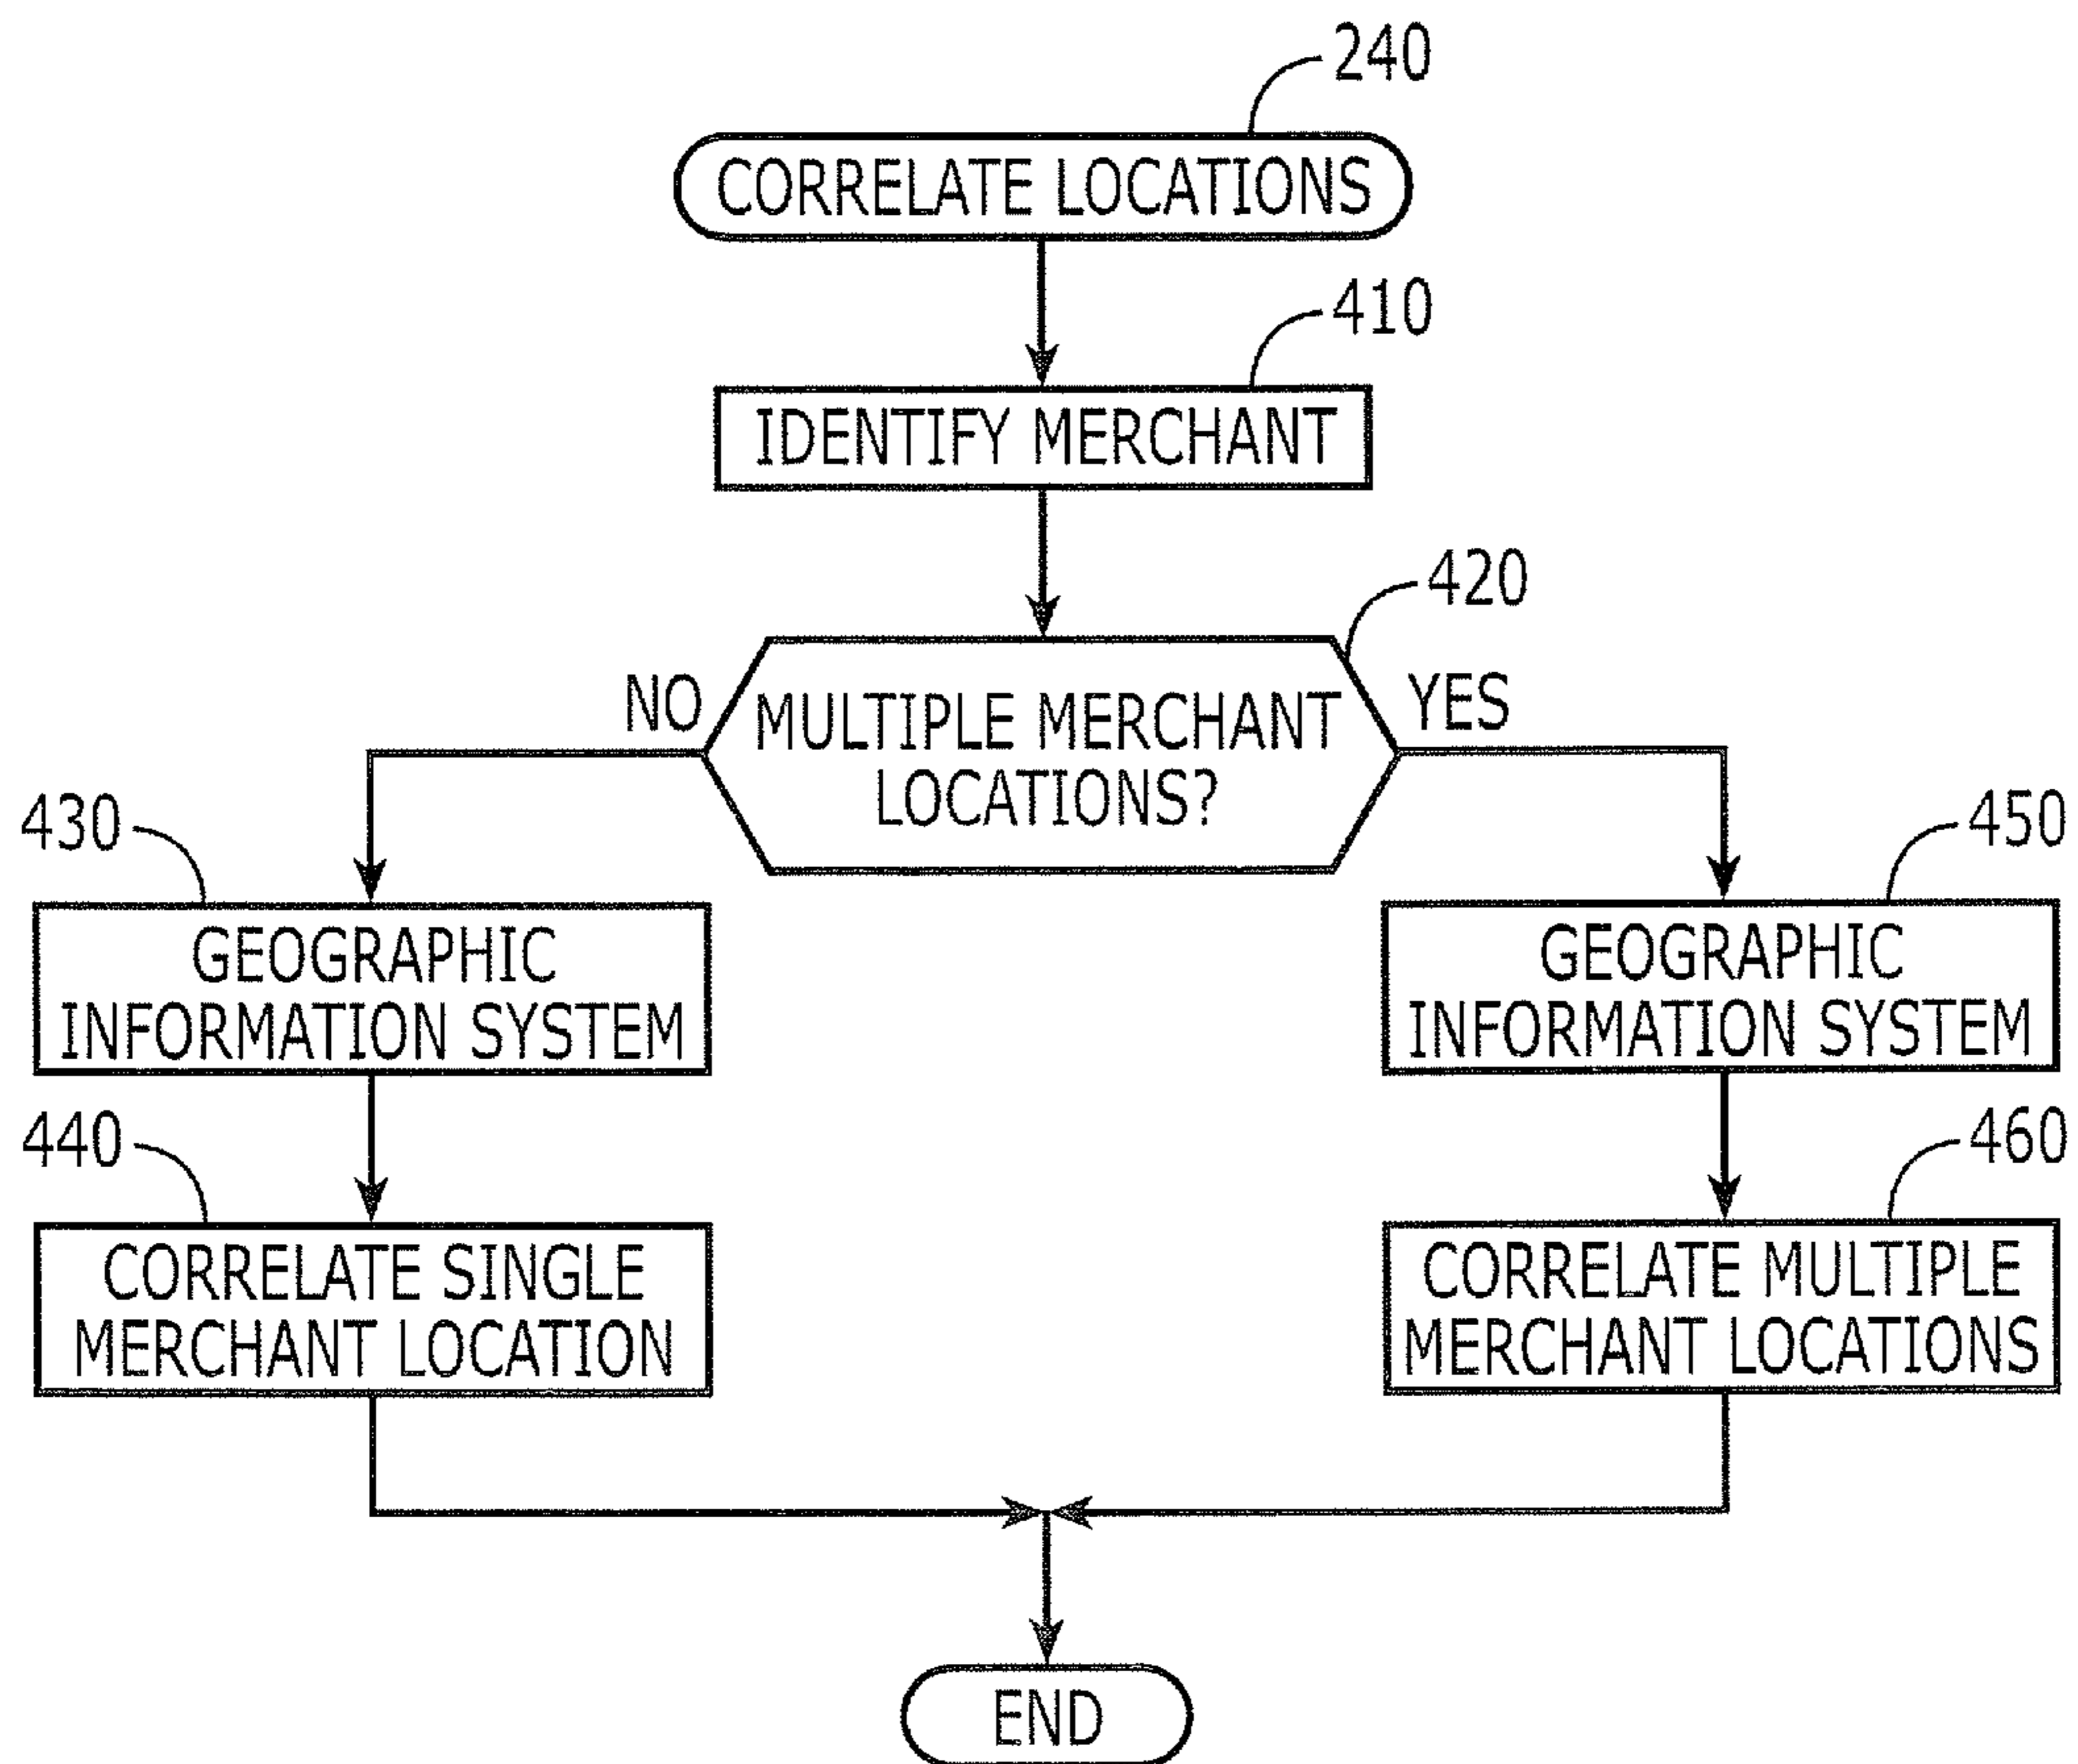 240
CORRELATE LOCATIONS
410
IDENTIFY MERCHANT
420
NO
MULTIPLE MERCHANT
LOCATIONS?
YES
430
GEOGRAPHIC
INFORMATION SYSTEM
450
GEOGRAPHIC
INFORMATION SYSTEM
440
CORRELATE SINGLE
MERCHANT LOCATION
460
CORRELATE MULTIPLE
MERCHANT LOCATIONS
END